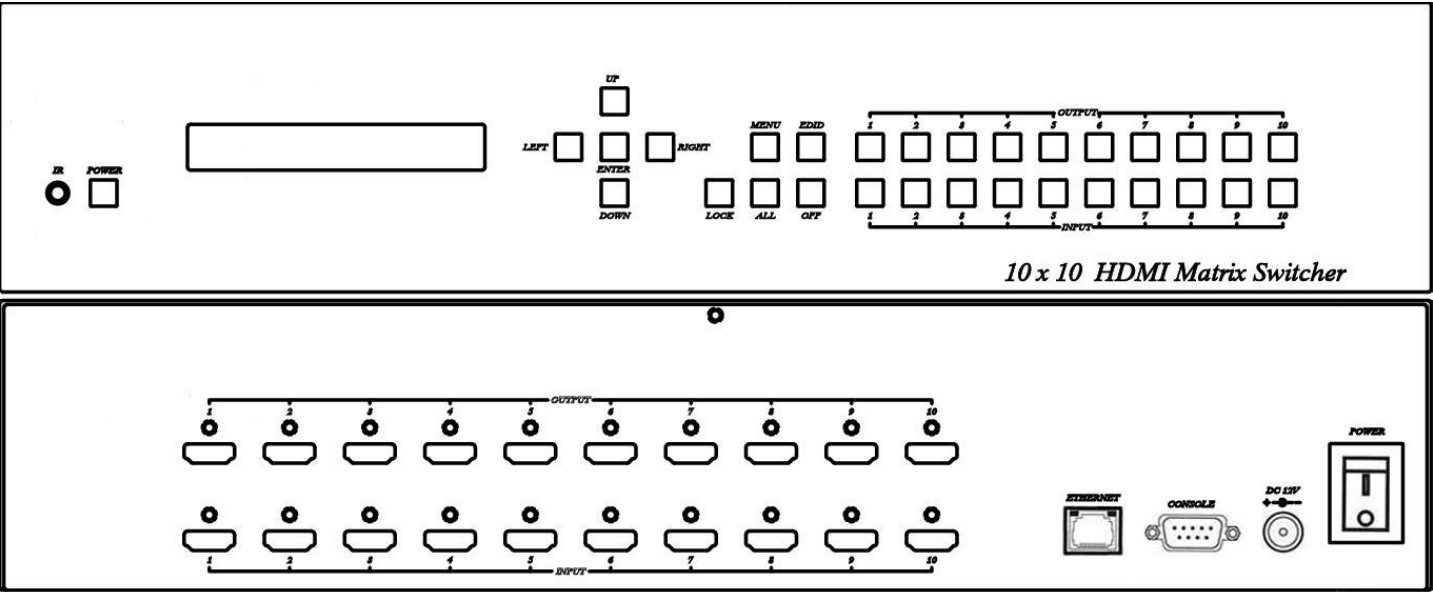 UP
MENU EDID
OUTPUT
1 2 3 4 5 6 7 8 9 10
LEFT RIGHT
IR POWER
ENTER
DOWN LOCK ALL OFF
1 2 3 4 5 6 7 8 9 10
INPUT
10 x 10 HDMI Matrix Switcher
OUTPUT
1 2 3 4 5 6 7 8 9 10
POWER
ETHERNET CONSOLE DC 12V
1 2 3 4 5 6 7 8 9 10
INPUT